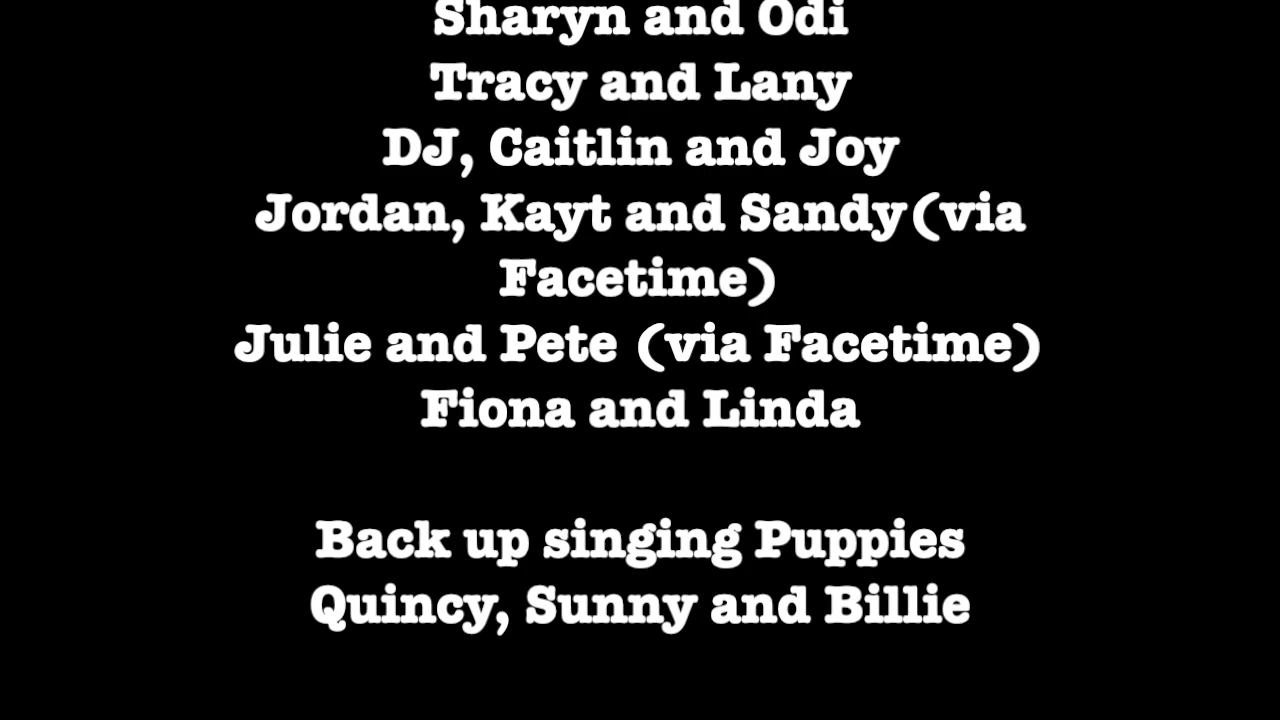 Sharyn and Odi
Tracy and Lany
DJ, Caitlin and Joy
Jordan, Kayt and Sandy(via
Facetime)
Julie and Pete (via Facetime)
Fiona and Linda
Back up singing Puppies
Quincy, Sunny and Billie